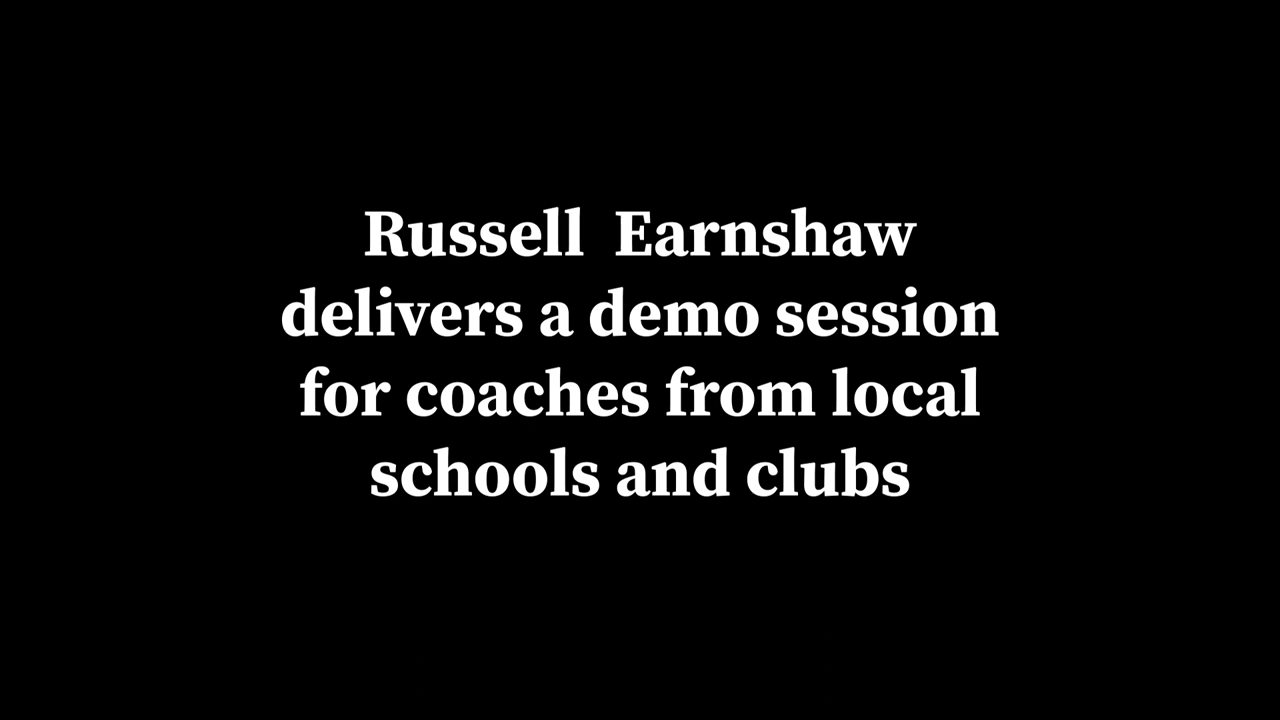 Russell  Earnshaw
delivers a demo session
for coaches from local
schools and clubs